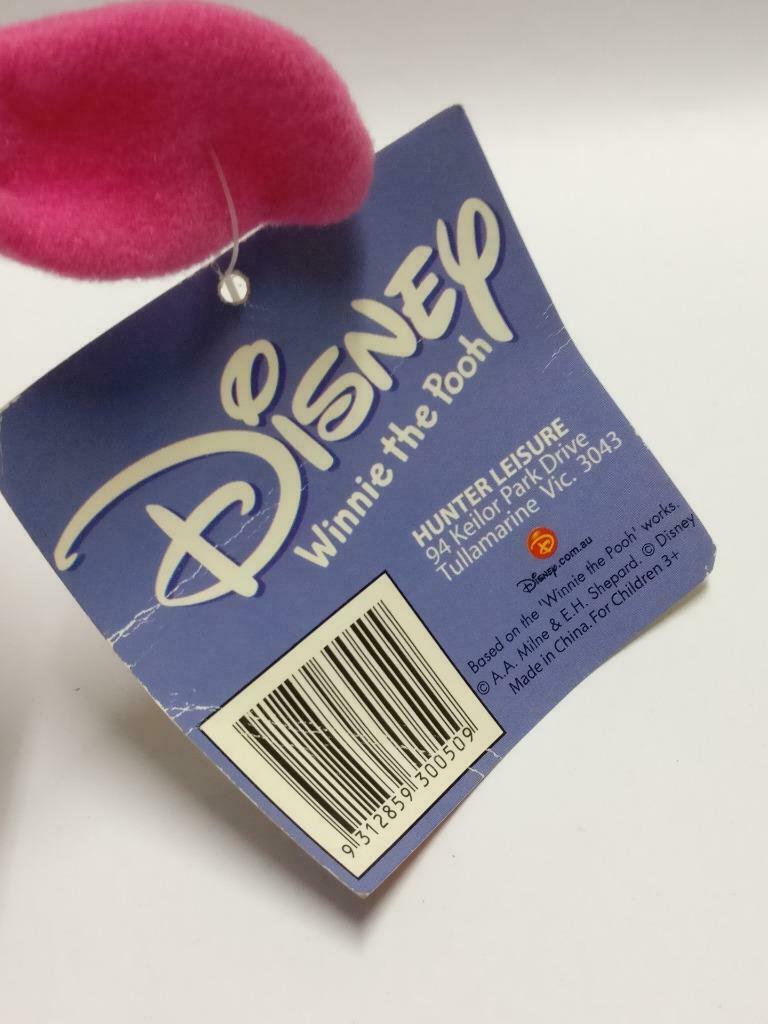 Disney
Winnie the Pooh
HUNTER LEISURE
94 Keilor Park Drive
Tullamarine Vic. 3043
Disney.com.au
Based on the 'Winnie the Pooh' works.
© A.A. Milne & E.H. Shepard. © Disney
Made in China. For Children 3+
9 312859 300509